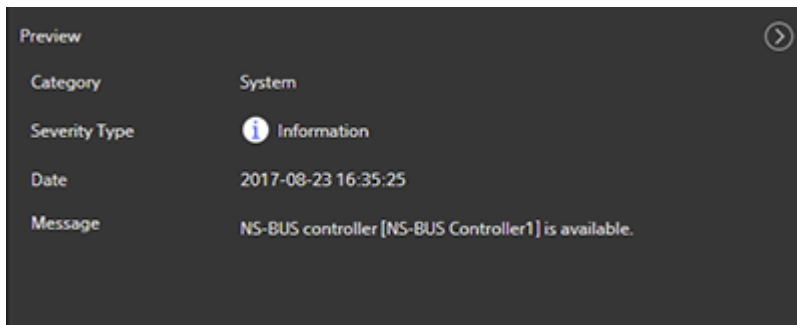 Preview
Category System
Severity Type i Information
Date 2017-08-23 16:35:25
Message NS-BUS controller [NS-BUS Controller1] is available.